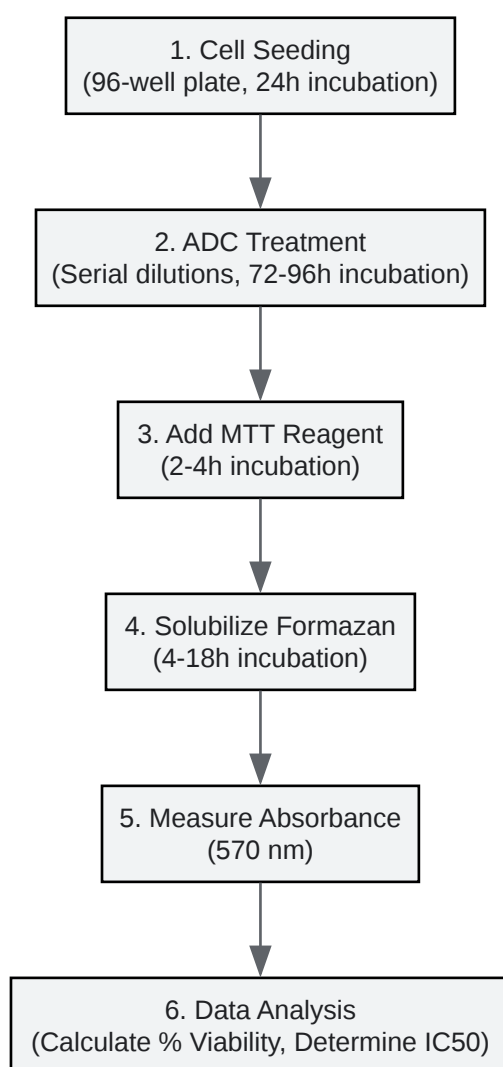 1. Cell Seeding
(96-well plate, 24h incubation)
2. ADC Treatment
(Serial dilutions, 72-96h incubation)
3. Add MTT Reagent
(2-4h incubation)
4. Solubilize Formazan
(4-18h incubation)
5. Measure Absorbance
(570 nm)
6. Data Analysis
(Calculate % Viability, Determine IC50)